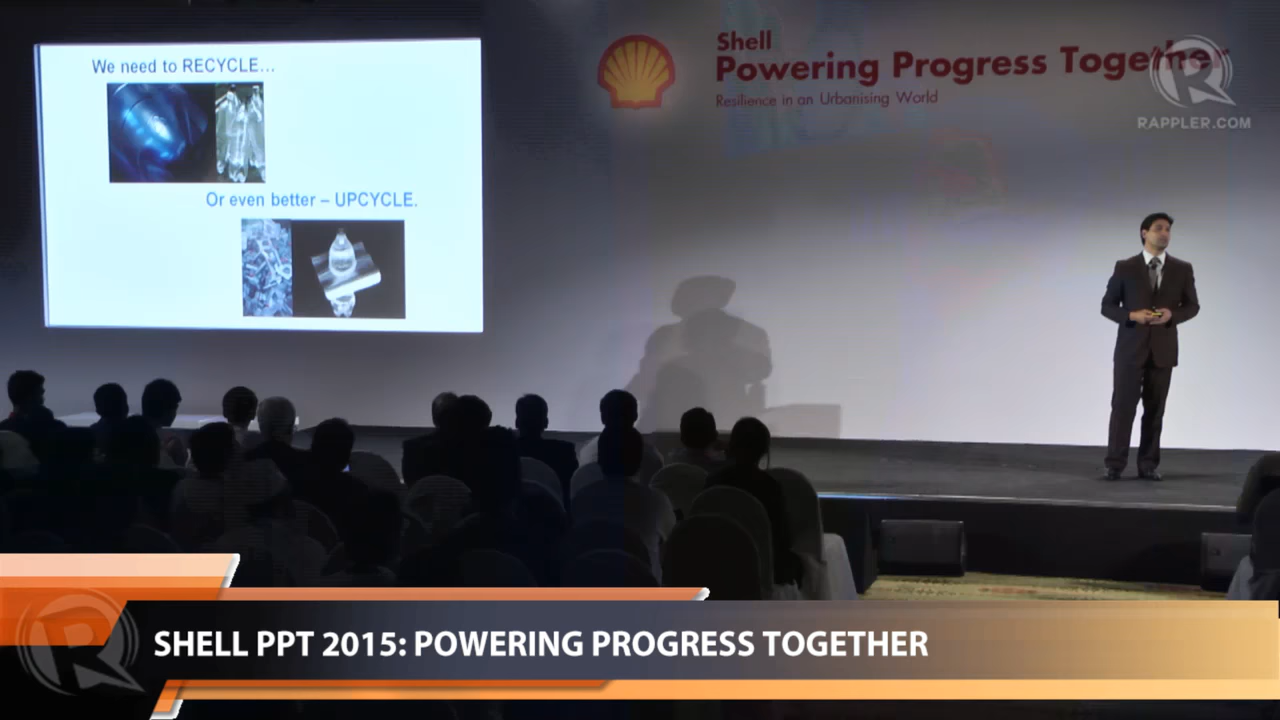 We need to RECYCLE...
Or even better – UPCYCLE.
Shell
Powering Progress Together
Resilience in an Urbanising World
RAPPLER.COM
SHELL PPT 2015: POWERING PROGRESS TOGETHER